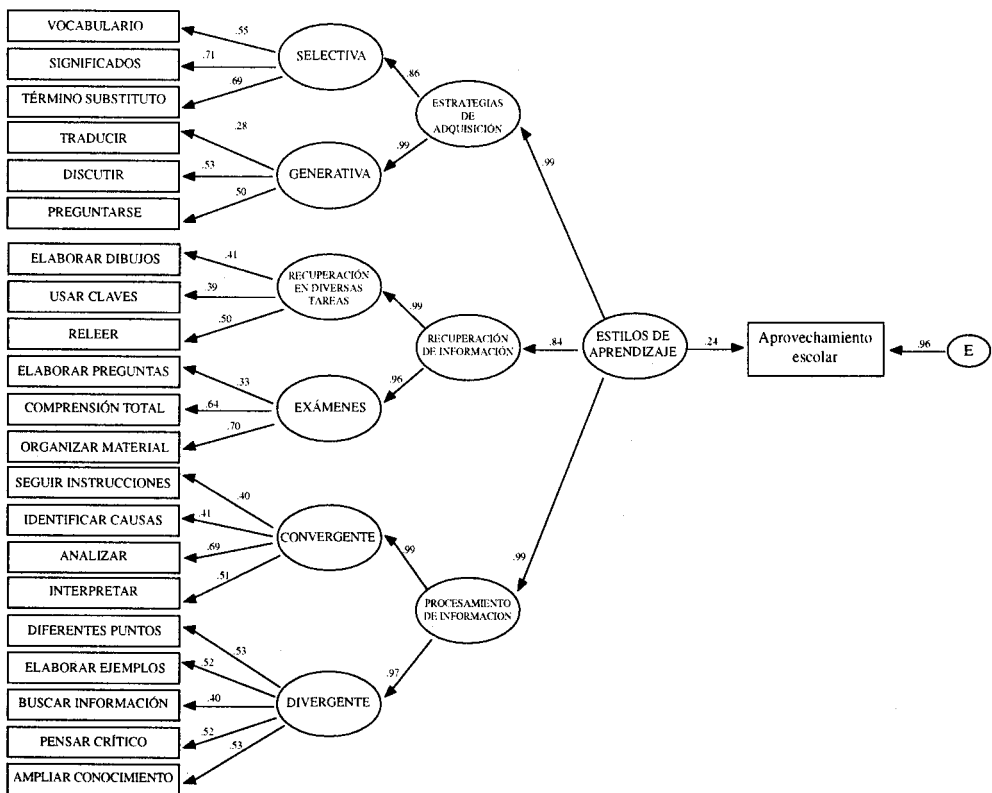 VOCABULARIO
.55
SIGNIFICADOS
.71
SELECTIVA
TÉRMINO SUBSTITUTO
.69
.86
ESTRATEGIAS
DE
ADQUISICIÓN
TRADUCIR
.28
.99
.99
DISCUTIR
.53
GENERATIVA
PREGUNTARSE
.50
ELABORAR DIBUJOS
.41
RECUPERACIÓN
EN DIVERSAS
TAREAS
USAR CLAVES
.39
RELEER
.50
.99
RECUPERACIÓN
DE INFORMACIÓN
.84
ESTILOS DE
APRENDIZAJE
.24
Aprovechamiento
escolar
.96
E
ELABORAR PREGUNTAS
.33
.96
COMPRENSIÓN TOTAL
.64
EXÁMENES
ORGANIZAR MATERIAL
.70
SEGUIR INSTRUCCIONES
.40
IDENTIFICAR CAUSAS
.41
CONVERGENTE
.99
.99
ANALIZAR
.69
INTERPRETAR
.51
PROCESAMIENTO
DE INFORMACION
DIFERENTES PUNTOS
.53
ELABORAR EJEMPLOS
.52
.97
BUSCAR INFORMACIÓN
.40
DIVERGENTE
PENSAR CRÍTICO
.52
AMPLIAR CONOCIMIENTO
.53